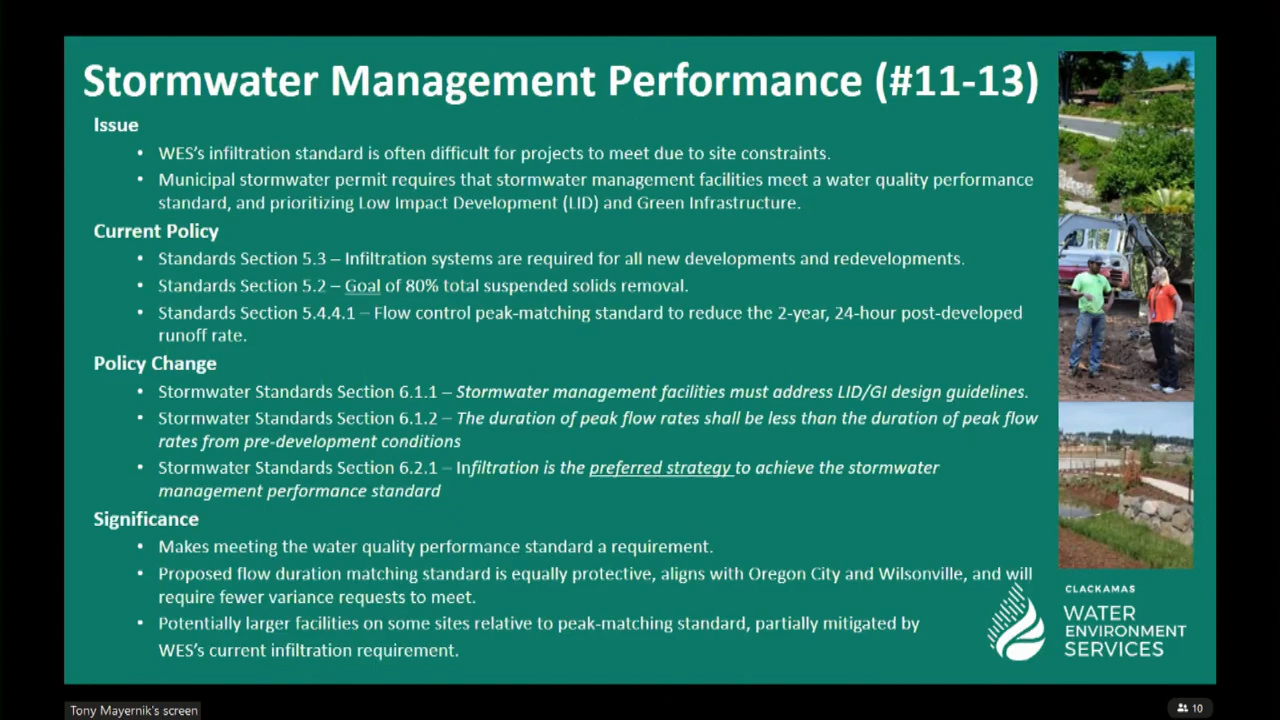 Stormwater Management Performance (#11-13)
Issue
• WES's infiltration standard is often difficult for projects to meet due to site constraints.
• Municipal stormwater permit requires that stormwater management facilities meet a water quality performance
standard, and prioritizing Low Impact Development (LID) and Green Infrastructure.
Current Policy
• Standards Section 5.3 – Infiltration systems are required for all new developments and redevelopments.
• Standards Section 5.2 – Goal of 80% total suspended solids removal.
• Standards Section 5.4.4.1 – Flow control peak-matching standard to reduce the 2-year, 24-hour post-developed
runoff rate.
Policy Change
• Stormwater Standards Section 6.1.1 – Stormwater management facilities must address LID/GI design guidelines.
• Stormwater Standards Section 6.1.2 – The duration of peak flow rates shall be less than the duration of peak flow
rates from pre-development conditions
• Stormwater Standards Section 6.2.1 – Infiltration is the preferred strategy to achieve the stormwater
management performance standard
Significance
• Makes meeting the water quality performance standard a requirement.
• Proposed flow duration matching standard is equally protective, aligns with Oregon City and Wilsonville, and will
require fewer variance requests to meet.
• Potentially larger facilities on some sites relative to peak-matching standard, partially mitigated by
WES's current infiltration requirement.
CLACKAMAS
WATER
ENVIRONMENT
SERVICES
Tony Mayernik's screen
10